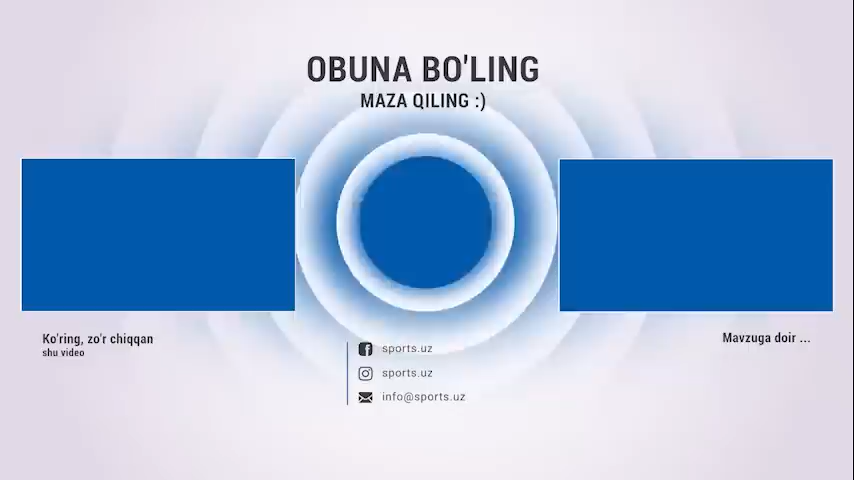 OBUNA BO'LING
MAZA QILING :)
Ko'ring, zo'r chiqqan
shu video
Mavzuga doir ...
sports.uz
sports.uz
info@sports.uz